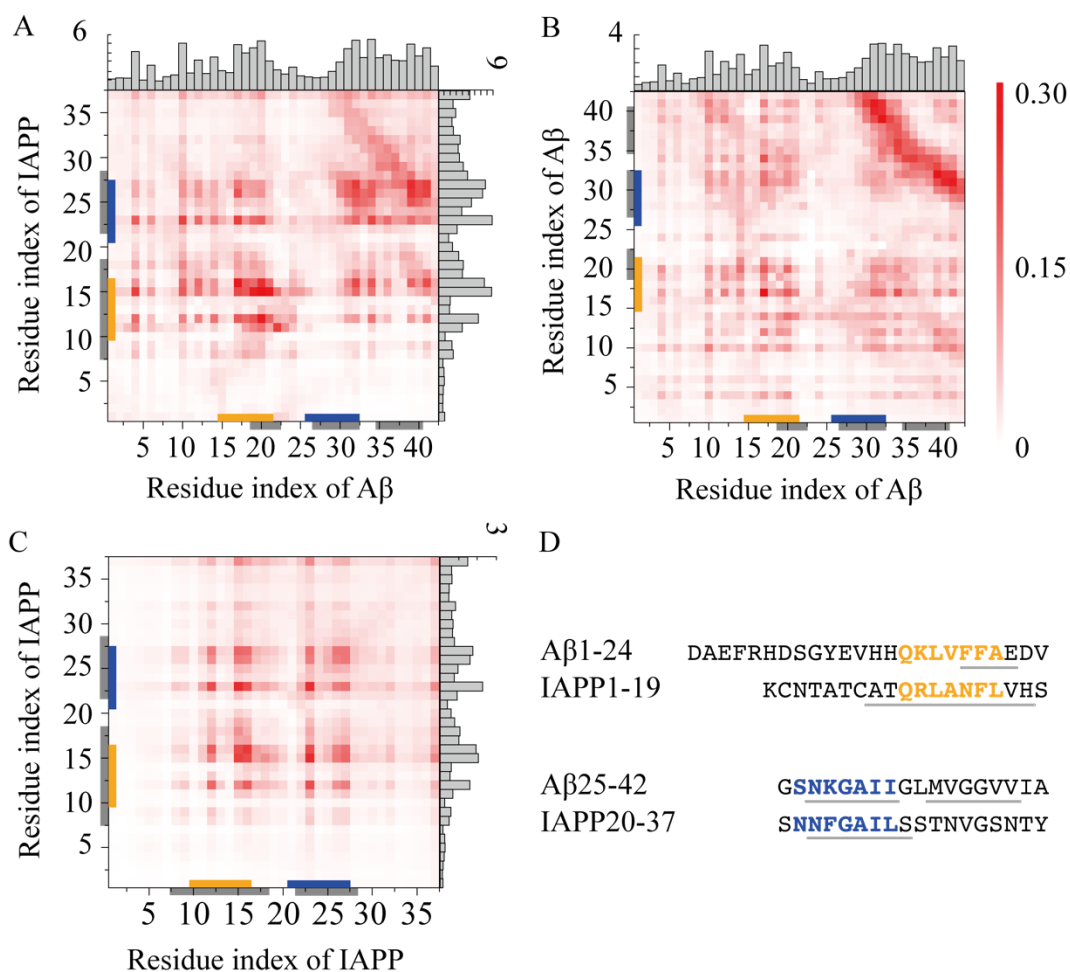 A
6
9
Residue index of IAPP
35
30
25
20
15
10
5
5 10 15 20 25 30 35 40
Residue index of Aβ
B
4
Residue index of Aβ
40
35
30
25
20
15
10
5
5 10 15 20 25 30 35 40
Residue index of Aβ
0.30
0.15
0
C
3
Residue index of IAPP
35
30
25
20
15
10
5
5 10 15 20 25 30 35
Residue index of IAPP
D
Aβ1-24 DAEFRHDSGYEVHHQKLVFFAEDV
IAPP1-19 KCNTATCATQRLANFLVHS
Aβ25-42 GSNKGAIIGLMVGGVVIA
IAPP20-37 SNNFGAILSSTNVGSNTY